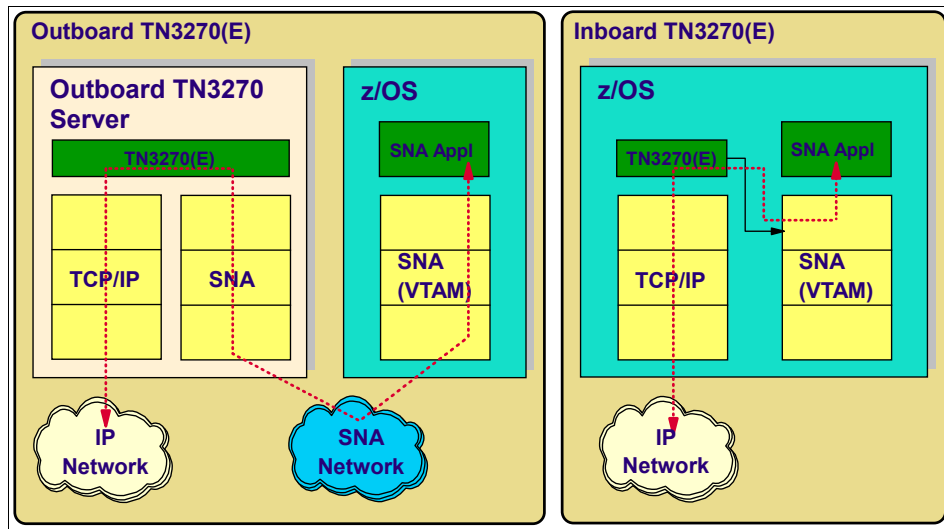 Outboard TN3270(E)
Outboard TN3270
Server
TN3270(E)
TCP/IP
SNA
z/OS
SNA Appl
SNA
(VTAM)
IP
Network
SNA
Network
Inboard TN3270(E)
z/OS
TN3270(E)
SNA Appl
TCP/IP
SNA
(VTAM)
IP
Network